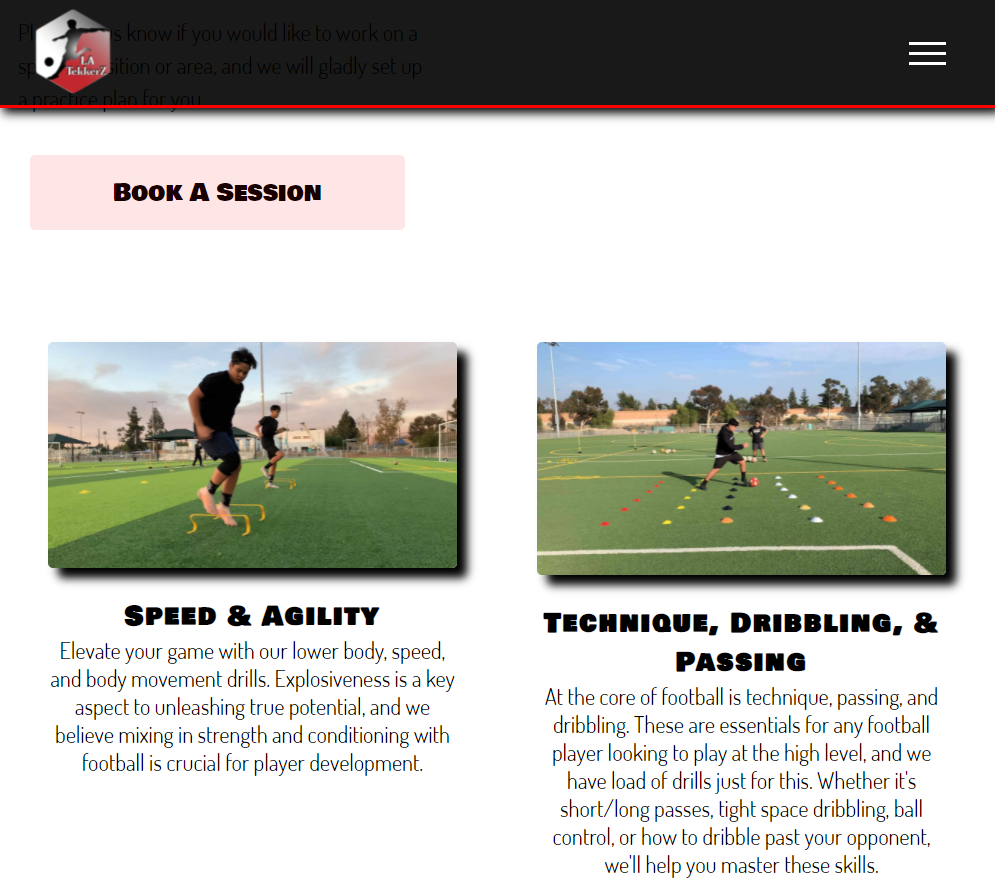 know if you would like to work on a
ition or area, and we will gladly set up
a practice plan for you
LA
TekkerZ
Book A Session
Speed & Agility
Elevate your game with our lower body, speed,
and body movement drills. Explosiveness is a key
aspect to unleashing true potential, and we
believe mixing in strength and conditioning with
football is crucial for player development.
Technique, Dribbling, &
Passing
At the core of football is technique, passing, and
dribbling. These are essentials for any football
player looking to play at the high level, and we
have load of drills just for this. Whether it's
short/long passes, tight space dribbling, ball
control, or how to dribble past your opponent,
we'll help you master these skills.